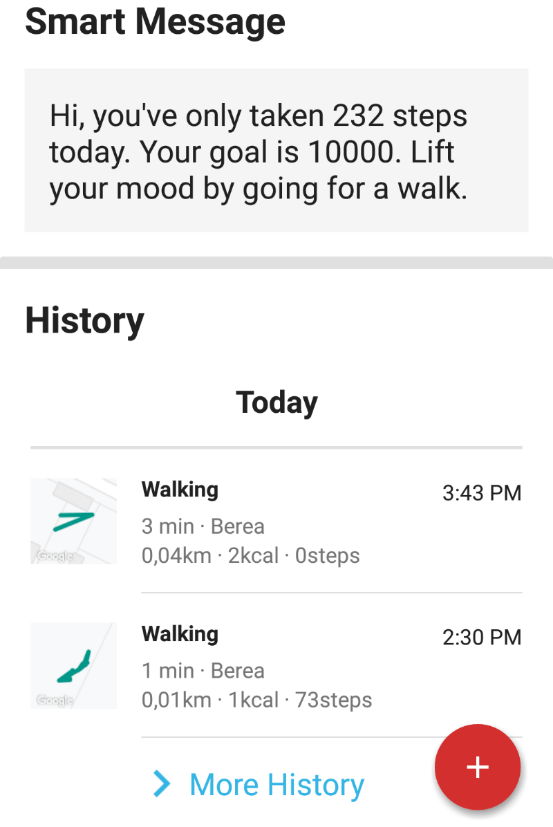 Smart Message
Hi, you've only taken 232 steps
today. Your goal is 10000. Lift
your mood by going for a walk.
History
Today
Walking
3:43 PM
3 min · Berea
0,04km · 2kcal · 0steps
Google
Walking
2:30 PM
1 min · Berea
0,01km · 1kcal · 73steps
Google
More History
+